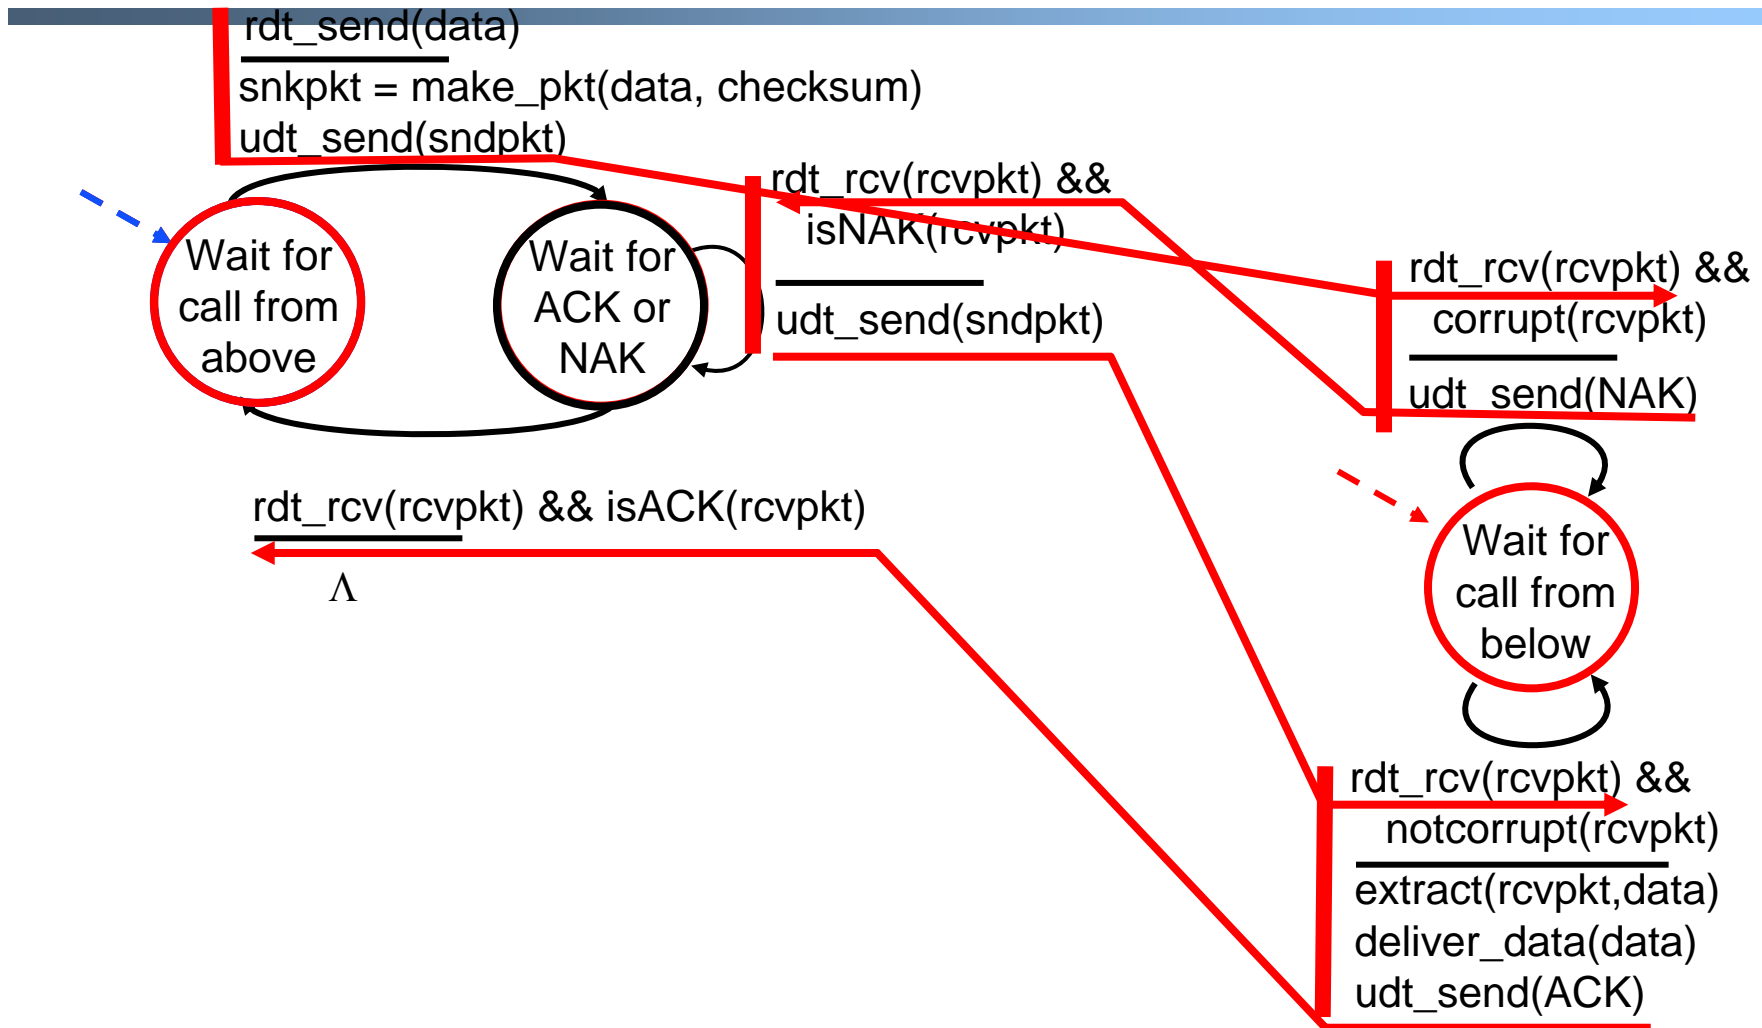 rdt_send(data)
snkpkt = make_pkt(data, checksum)
udt_send(sndpkt)
Wait for
call from
above
Wait for
ACK or
NAK
rdt_rcv(rcvpkt) &&
isNAK(rcvpkt)
udt_send(sndpkt)
rdt_rcv(rcvpkt) && isACK(rcvpkt)
Λ
rdt_rcv(rcvpkt) &&
corrupt(rcvpkt)
udt_send(NAK)
Wait for
call from
below
rdt_rcv(rcvpkt) &&
notcorrupt(rcvpkt)
extract(rcvpkt,data)
deliver_data(data)
udt_send(ACK)